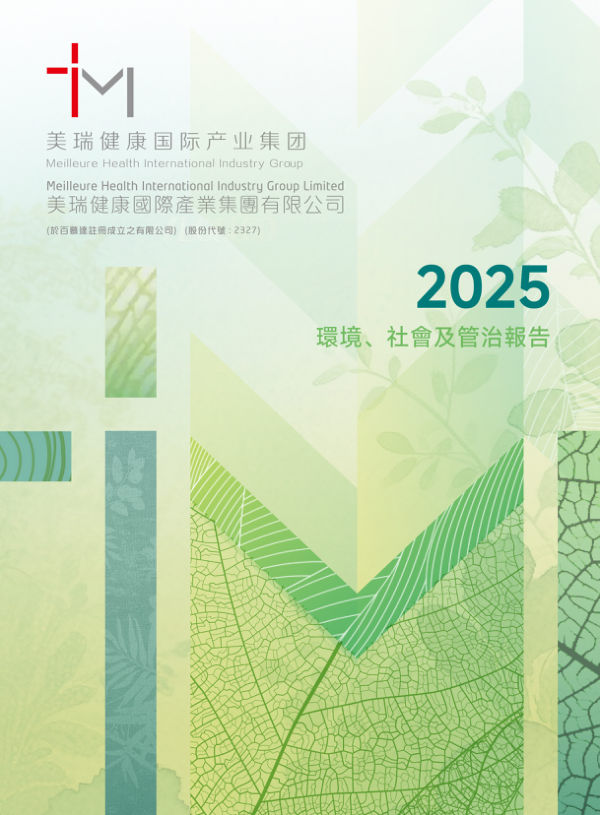 美瑞健康国际产业集团
Meilleure Health International Industry Group
Meilleure Health International Industry Group Limited
美瑞健康國際產業集團有限公司
(於百慕達註冊成立之有限公司) (股份代號：2327)
2025
環境、社會及管治報告